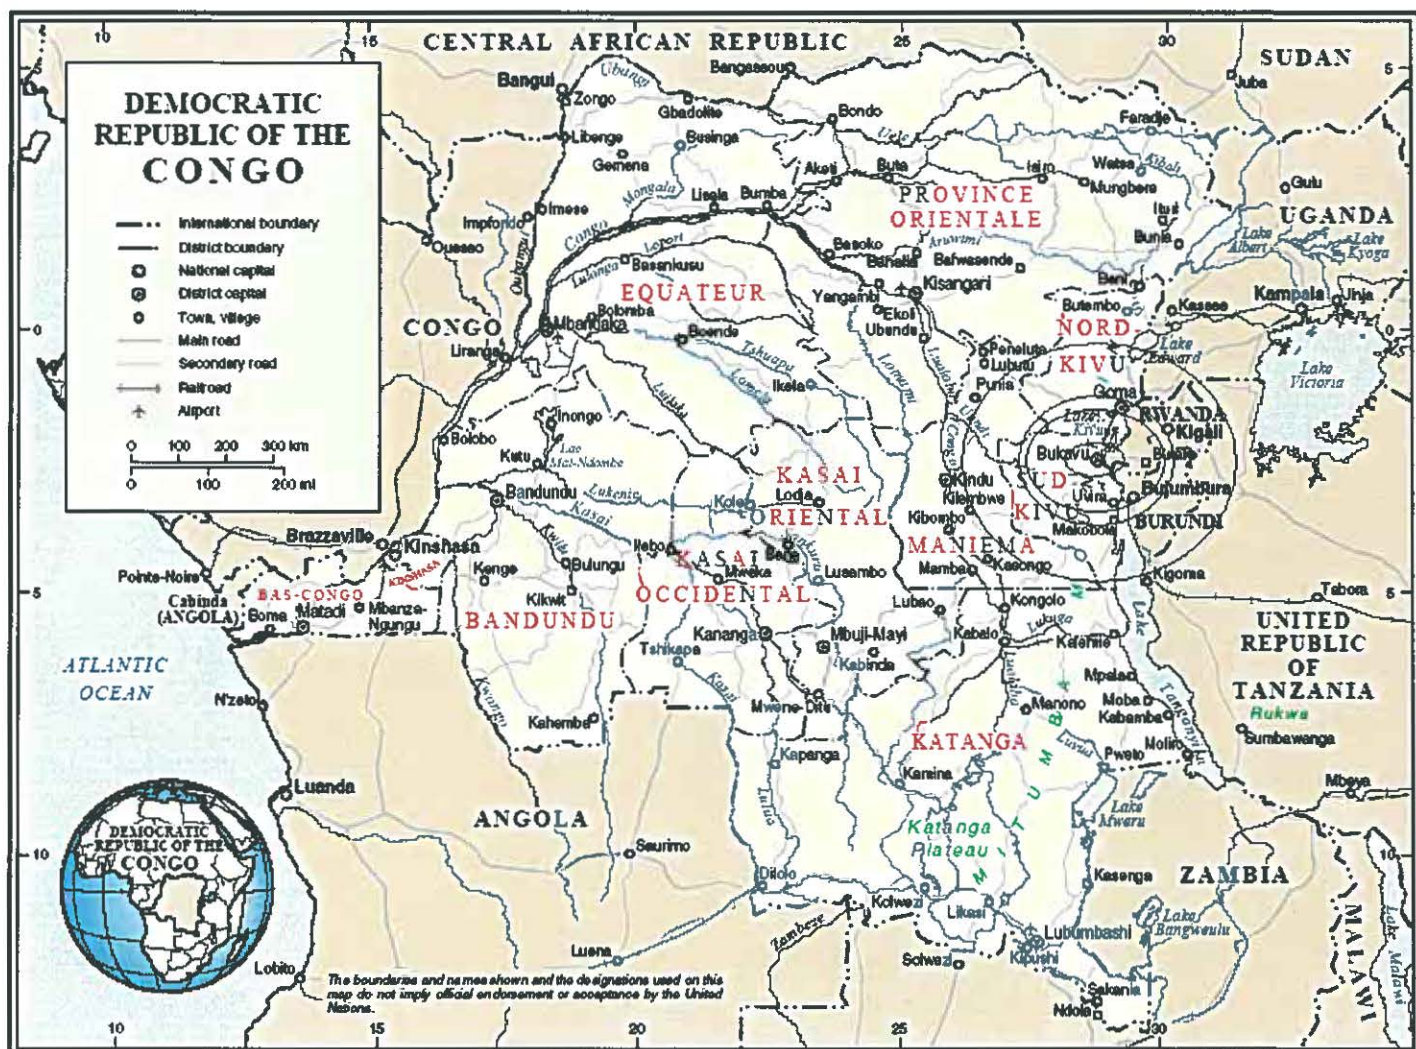 10
15
CENTRAL AFRICAN REPUBLIC
25
30
SUDAN
5
DEMOCRATIC
REPUBLIC OF THE
CONGO
International boundary
District boundary
National capital
District capital
Town, village
Main road
Secondary road
Railroad
Airport
0 100 200 300 km
0 100 200 mi
Bangui
Ubangi
Bangassou
Juba
Zongo
Gbadolite
Bondo
Faradje
Libenge
Businga
Uele
Gemena
Aketi
Buta
Isiro
Watsa
Kibali
Mongala
Lisala
Bumba
Mungbere
Gulu
PROVINCE
ORIENTALE
UGANDA
Impfondo
Imese
Congo
Ouesso
Oubangui
Bunia
Lake
Albert
Lake
Kyoga
Basoko
Aruwimi
Banalia
Bafwasende
Lulonga
Lopori
Basankusu
Beni
EQUATEUR
Yangambi
Kisangani
Butembo
Kasese
Kampala
Jinja
CONGO
Bolomba
Mbandaka
Ekoli
Ubundu
NORD-
KIVU
0
Liranga
Boende
Tshuapa
Lomami
Lualaba
Lubutu
Lake
Edward
Lake
Victoria
Ikela
Punia
Goma
RWANDA
Kigali
Inongo
Lake
Kivu
Bolobo
Kutu
Lac
Mai-Ndombe
Bukavu
Butare
KASAI
ORIENTAL
Kindu
SUD-
KIVU
Bandundu
Lukenie
Kole
Lodja
Kilembwe
Uvira
Bujumbura
Kasai
Kibombo
Makobola
BURUNDI
Brazzaville
Kinshasa
Ilebo
KASAI
OCCIDENTAL
MANIEMA
Pointe-Noire
Kenge
Kwilu
Bulungu
Mweka
Lusambo
Mamba
Kasongo
Kigoma
Tabora
5
BAS-CONGO
Cabinda
(ANGOLA)
Boma
Matadi
Mbanza-
Ngungu
Kikwit
BANDUNDU
Lubao
Kongolo
UNITED
REPUBLIC
OF
TANZANIA
Kananga
Mbuji-Mayi
Kabalo
Lukuga
Kalemie
Tshikapa
Kabinda
ATLANTIC
OCEAN
Mpala
N'zeto
Kwango
Kasai
Mwene-Ditu
Manono
Moba
Kabamba
Lake
Tanganyika
Rukwa
Kahemba
KATANGA
Luvua
Sumbawanga
Kapanga
Pweto
Moliro
Kamina
MITUMBA
Mbeya
Luanda
ANGOLA
Lulua
Katanga
Plateau
Lake
Mweru
DEMOCRATIC
REPUBLIC OF THE
CONGO
Saurimo
10
Dilolo
Kasenga
ZAMBIA
Kolwezi
Likasi
Lake
Bangweulu
MALAWI
Lake Malawi
Luena
Zambeze
Lubumbashi
Kipushi
Lobito
Solwezi
The boundaries and names shown and the designations used on this
map do not imply official endorsement or acceptance by the United
Nations.
Sakania
Ndola
10
15
20
25
30